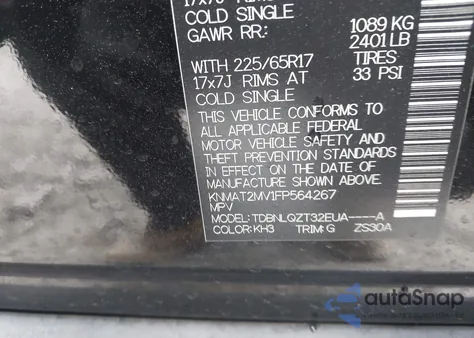 COLD SINGLE
GAWR RR: 1089 KG
2401 LB
WITH 225/65R17 TIRES
17x7J RIMS AT 33 PSI
COLD SINGLE
THIS VEHICLE CONFORMS TO
ALL APPLICABLE FEDERAL
MOTOR VEHICLE SAFETY AND
THEFT PREVENTION STANDARDS
IN EFFECT ON THE DATE OF
MANUFACTURE SHOWN ABOVE.
KNMAT2MV1FP564267
MPV
MODEL:TDBNLQZT32EUA----A
COLOR:KH3 TRIM:G ZS30A
autoSnap